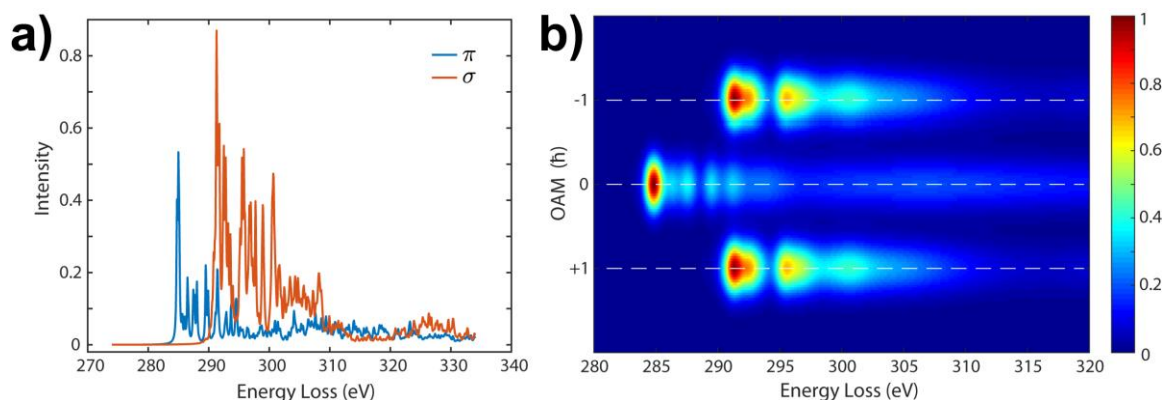 a)
π
σ
Intensity
0.8
0.6
0.4
0.2
0
270 280 290 300 310 320 330 340
Energy Loss (eV)
b)
OAM (ħ)
-1
0
+1
280 285 290 295 300 305 310 315 320
Energy Loss (eV)
1
0.8
0.6
0.4
0.2
0